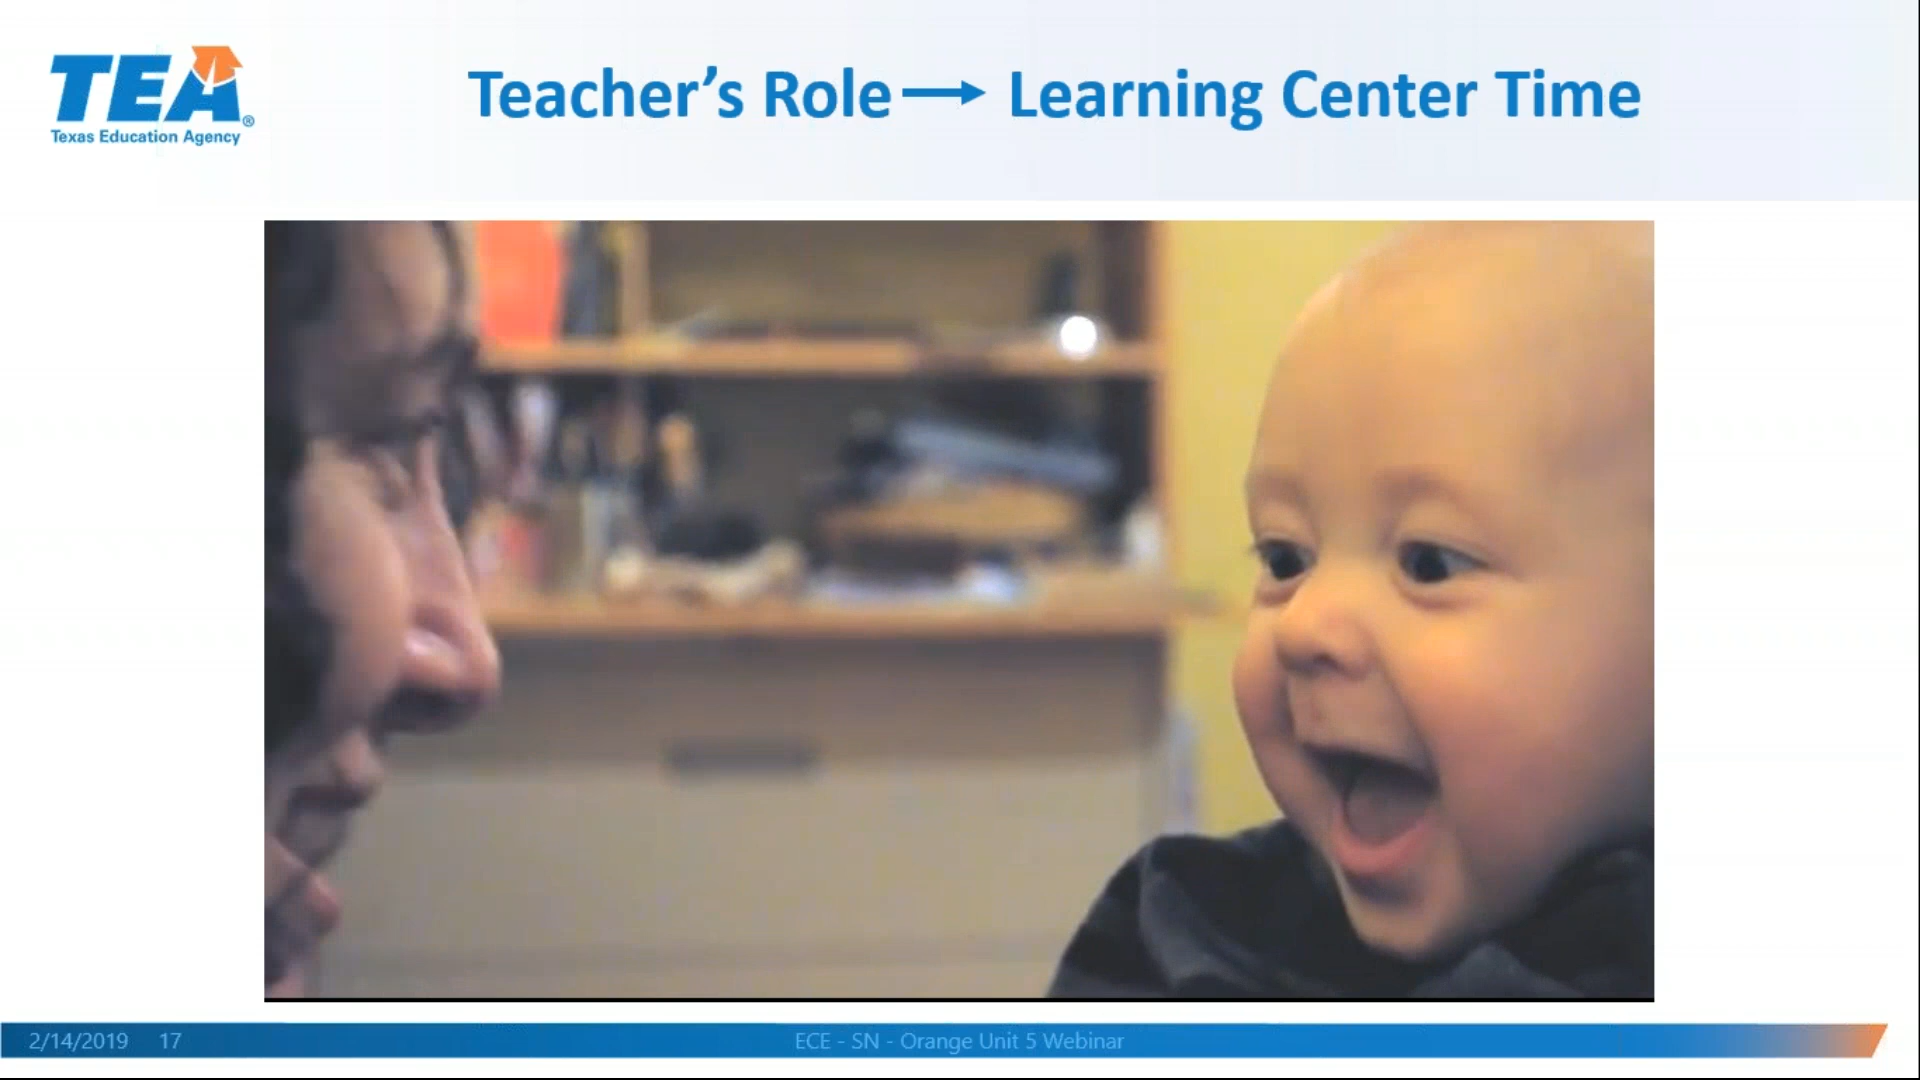 TEA®
Texas Education Agency
Teacher’s Role → Learning Center Time
2/14/2019 17 ECE - SN - Orange Unit 5 Webinar